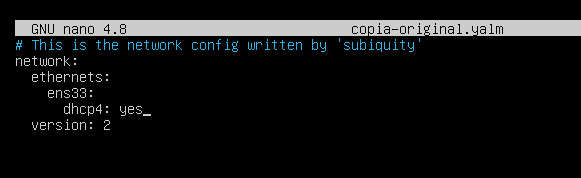 GNU nano 4.8 copia-original.yalm
# This is the network config written by 'subiquity'
network:
  ethernets:
    ens33:
      dhcp4: yes_
  version: 2